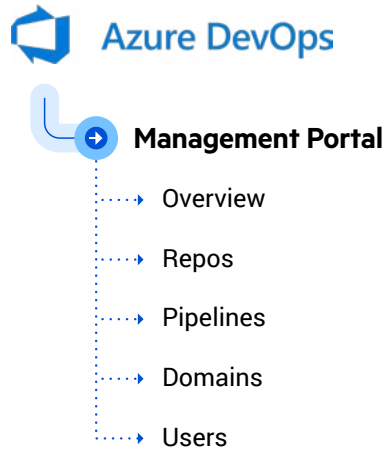 Azure DevOps
Management Portal
Overview
Repos
Pipelines
Domains
Users